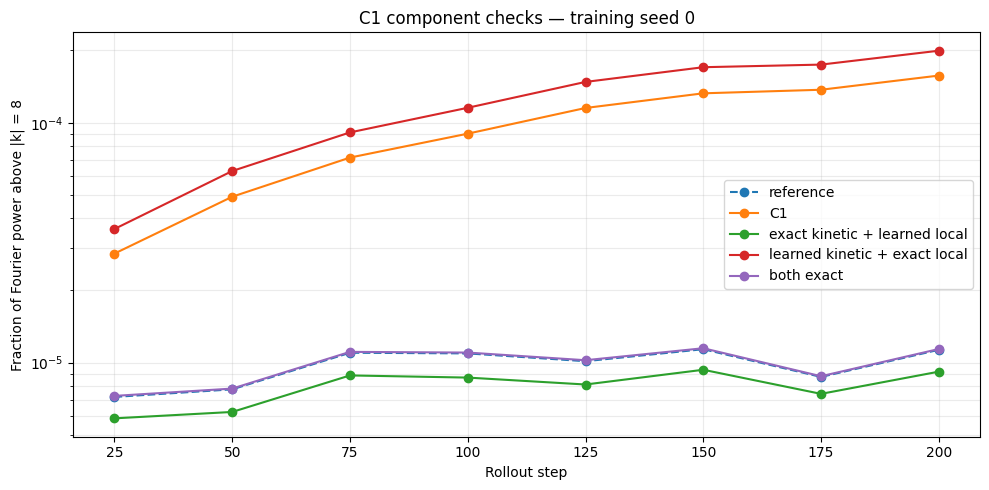 C1 component checks — training seed 0
Fraction of Fourier power above |k| = 8
10⁻⁴
10⁻⁵
reference
C1
exact kinetic + learned local
learned kinetic + exact local
both exact
25 50 75 100 125 150 175 200
Rollout step